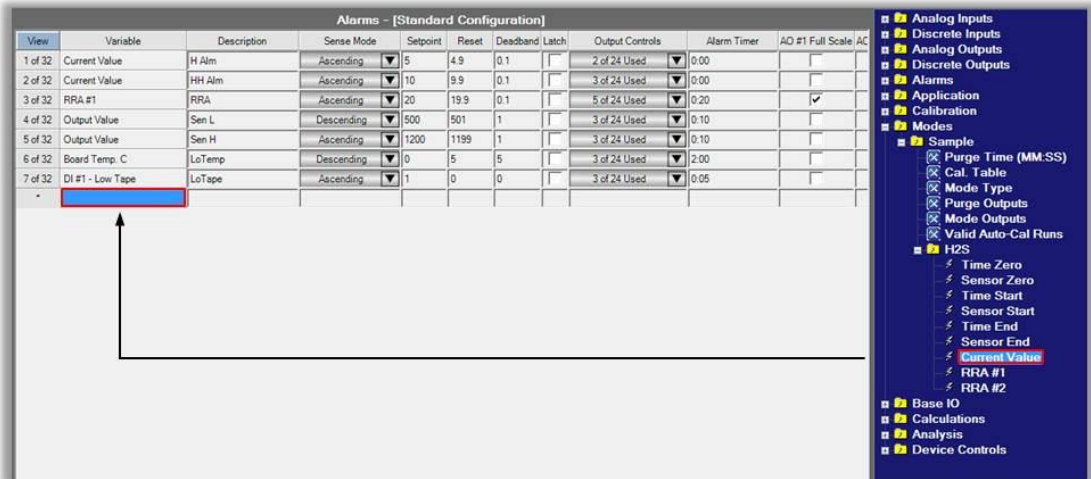 Alarms - [Standard Configuration]
View Variable Description Sense Mode Setpoint Reset Deadband Latch Output Controls Alarm Timer AO #1 Full Scale AO
1 of 32 Current Value H Alm Ascending 5 4.9 0.1 2 of 24 Used 0:00
2 of 32 Current Value HH Alm Ascending 10 9.9 0.1 3 of 24 Used 0:00
3 of 32 RRA #1 RRA Ascending 20 19.9 0.1 5 of 24 Used 0:20
4 of 32 Output Value Sen L Descending 500 501 1 3 of 24 Used 0:10
5 of 32 Output Value Sen H Ascending 1200 1199 1 3 of 24 Used 0:10
6 of 32 Board Temp. C LoTemp Descending 0 5 5 3 of 24 Used 2:00
7 of 32 DI #1 - Low Tape LoTape Ascending 1 0 0 3 of 24 Used 0:05
*
Analog Inputs
Discrete Inputs
Analog Outputs
Discrete Outputs
Alarms
Application
Calibration
Modes
Sample
Purge Time (MM:SS)
Cal. Table
Mode Type
Purge Outputs
Mode Outputs
Valid Auto-Cal Runs
H2S
Time Zero
Sensor Zero
Time Start
Sensor Start
Time End
Sensor End
Current Value
RRA #1
RRA #2
Base IO
Calculations
Analysis
Device Controls